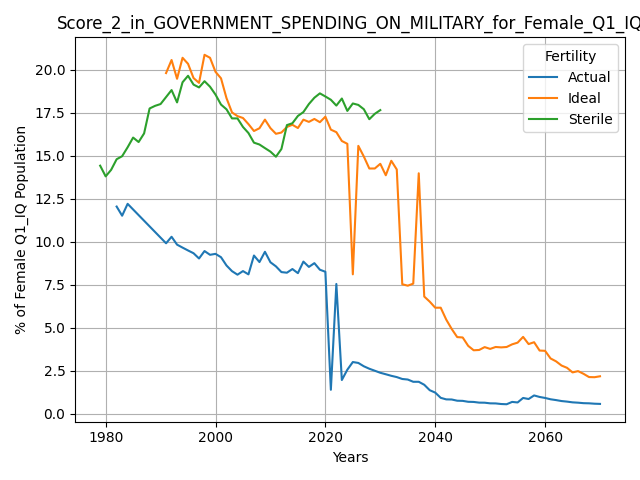 Score_2_in_GOVERNMENT_SPENDING_ON_MILITARY_for_Female_Q1_IQ
Fertility
Actual
Ideal
Sterile
% of Female Q1_IQ Population
20.0
17.5
15.0
12.5
10.0
7.5
5.0
2.5
0.0
1980 2000 2020 2040 2060
Years